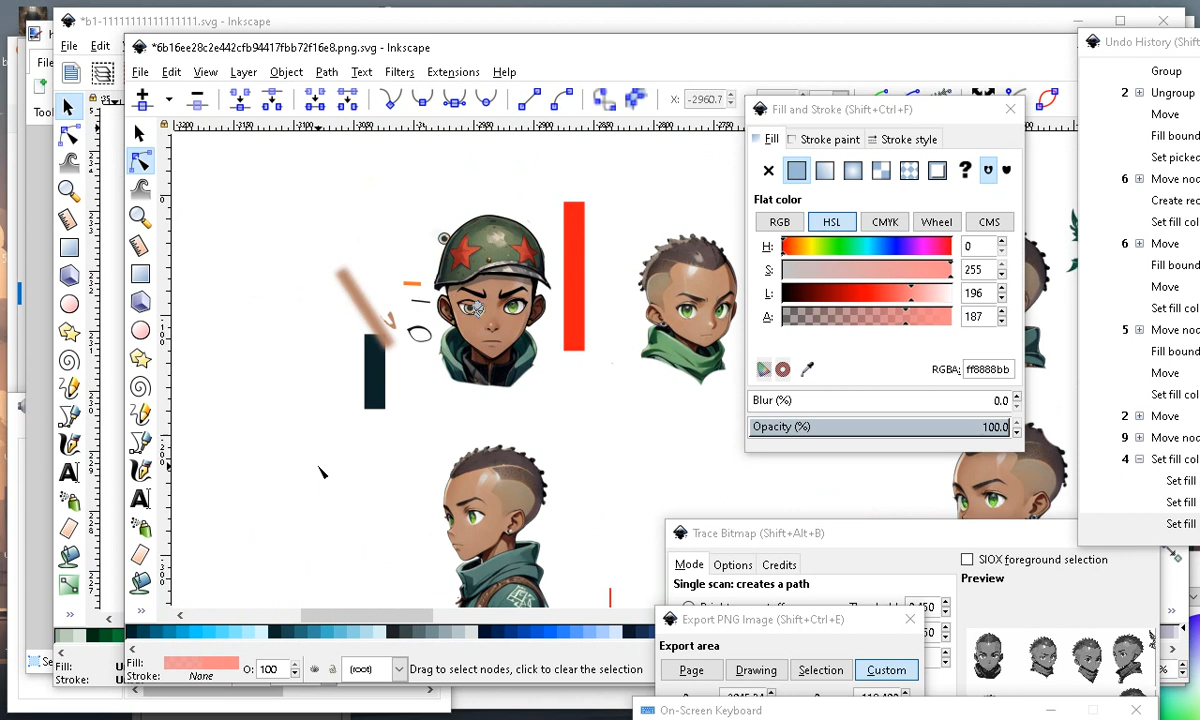 *b1-11111111111111111.svg - Inkscape
File Edit
*6b16ee28c2e442cfb94417fbb72f16e8.png.svg - Inkscape
File Edit View Layer Object Path Text Filters Extensions Help
X: -2960.7
Fill and Stroke (Shift+Ctrl+F)
Fill Stroke paint Stroke style
Flat color
RGB HSL CMYK Wheel CMS
H: 0
S: 255
L: 196
A: 187
RGBA: ff8888bb
Blur (%) 0.0
Opacity (%) 100.0
Undo History (Shift
Group
2 Ungroup
Move
Fill bound
Set picked
6 Move nod
Create rec
Set fill col
6 Move
Fill bound
Move
Set fill col
5 Move nod
Fill bound
Move
Set fill col
2 Move
9 Move nod
4 Set fill col
Set fill
Set fill
Set fill
Trace Bitmap (Shift+Alt+B)
Mode Options Credits
Single scan: creates a path
SIOX foreground selection
Preview
Export PNG Image (Shift+Ctrl+E)
Export area
Page Drawing Selection Custom
On-Screen Keyboard
Fill:
Stroke: None
O: 100
(root)
Drag to select nodes, click to clear the selection
Fill:
Stroke: